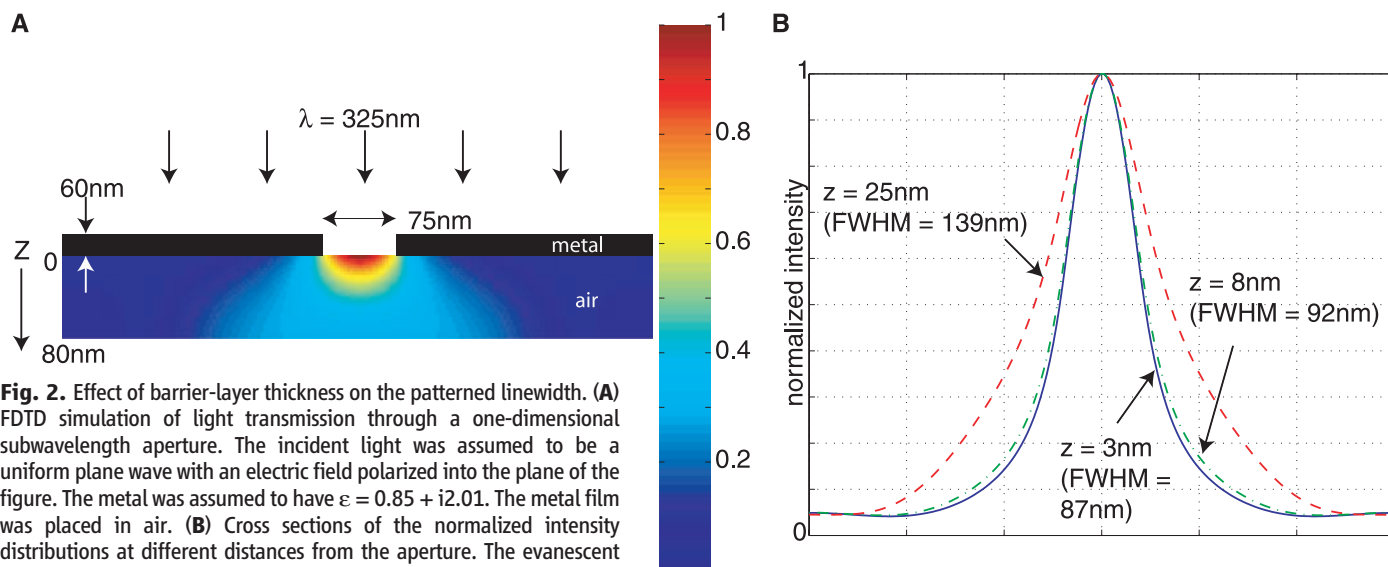 A
λ = 325nm
60nm
75nm
metal
Z
0
air
80nm
1
0.8
0.6
0.4
0.2
Fig. 2. Effect of barrier-layer thickness on the patterned linewidth. (A)
FDTD simulation of light transmission through a one-dimensional
subwavelength aperture. The incident light was assumed to be a
uniform plane wave with an electric field polarized into the plane of the
figure. The metal was assumed to have ε = 0.85 + i2.01. The metal film
was placed in air. (B) Cross sections of the normalized intensity
distributions at different distances from the aperture. The evanescent
B
1
normalized intensity
0
z = 25nm
(FWHM = 139nm)
z = 8nm
(FWHM = 92nm)
z = 3nm
(FWHM =
87nm)